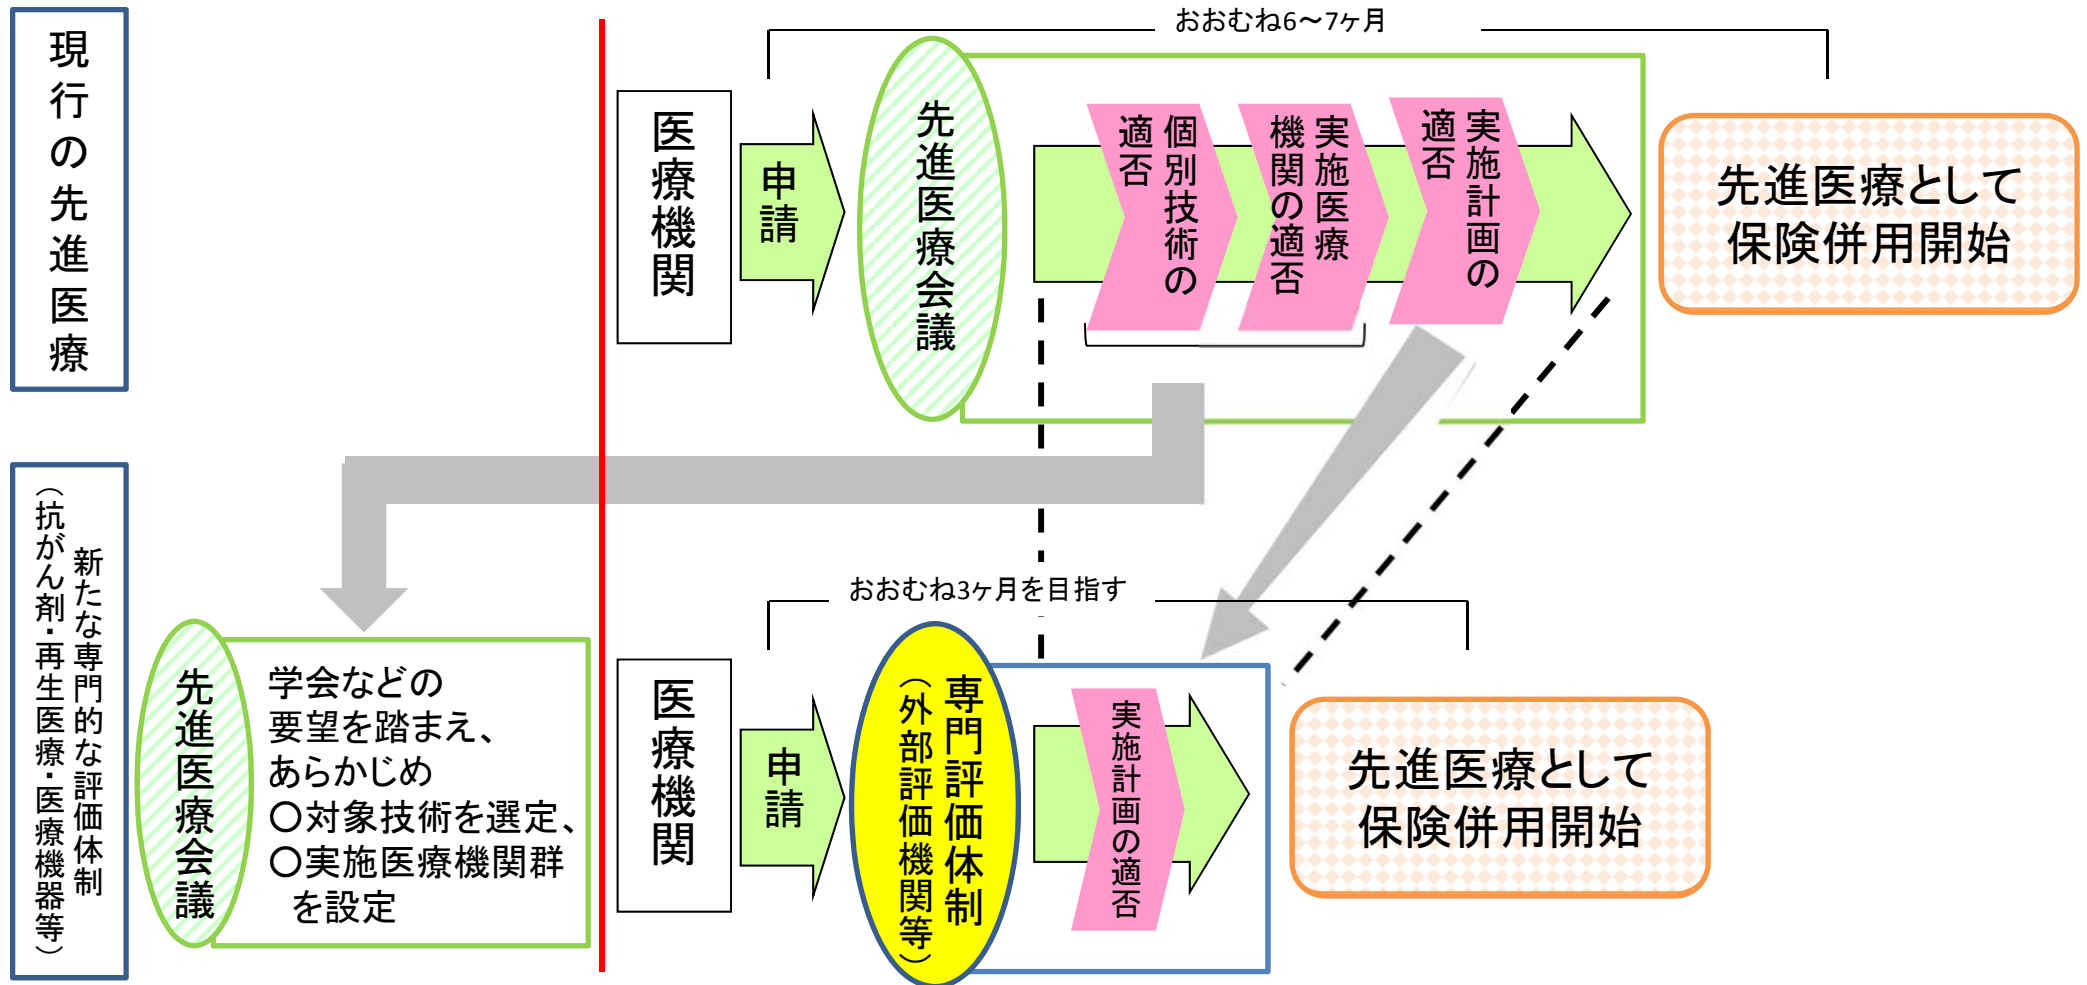 現行の先進医療
おおむね6～7ヶ月
医療機関
申請
先進医療会議
個別技術の
適否
実施医療
機関の適否
実施計画の
適否
先進医療として
保険併用開始
新たな専門的な評価体制
（抗がん剤・再生医療・医療機器等）
先進医療会議
学会などの
要望を踏まえ、
あらかじめ
〇対象技術を選定、
〇実施医療機関群
を設定
おおむね3ヶ月を目指す
医療機関
申請
専門評価体制
（外部評価機関等）
実施計画の適否
先進医療として
保険併用開始